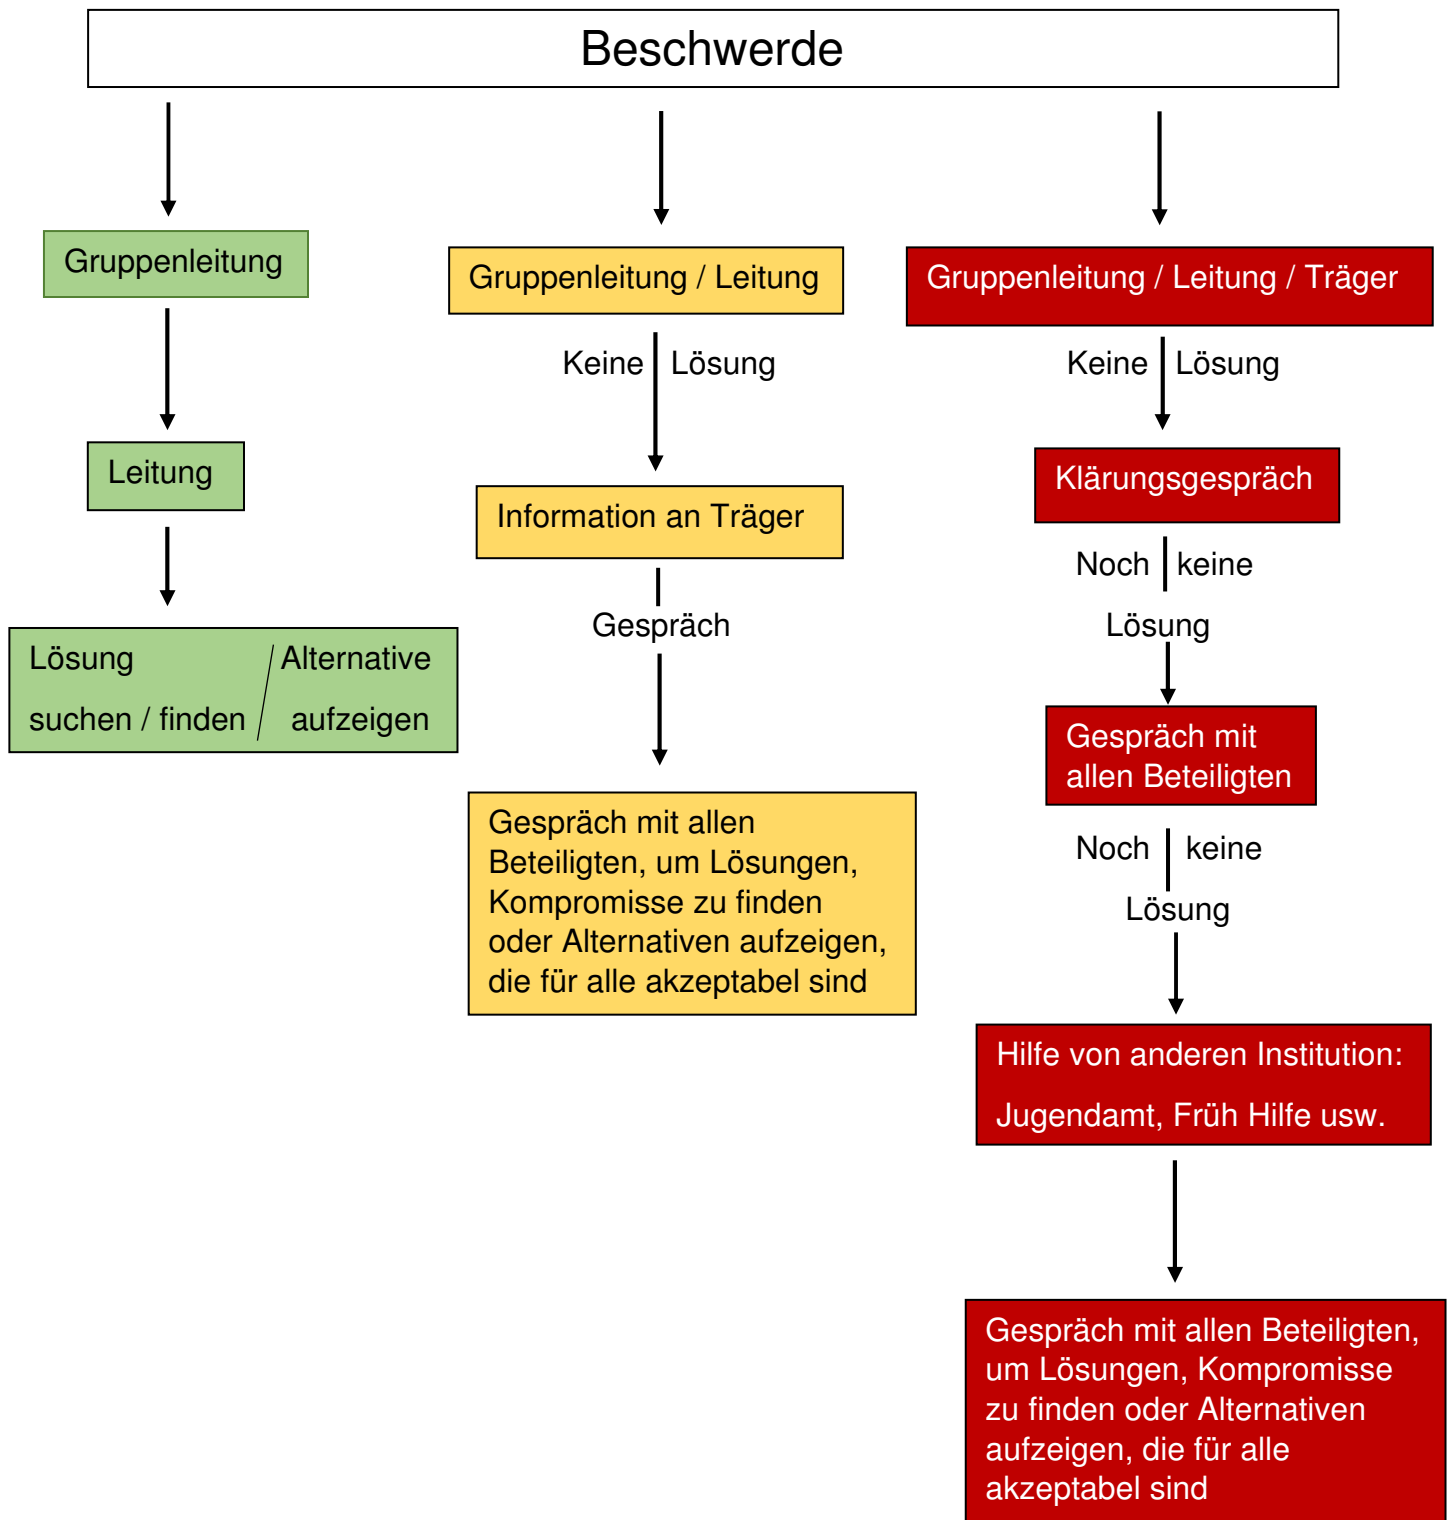 Beschwerde
Gruppenleitung
Leitung
Lösung / Alternative
suchen / finden aufzeigen
Gruppenleitung / Leitung
Keine Lösung
Information an Träger
Gespräch
Gespräch mit allen
Beteiligten, um Lösungen,
Kompromisse zu finden
oder Alternativen aufzeigen,
die für alle akzeptabel sind
Gruppenleitung / Leitung / Träger
Keine Lösung
Klärungsgespräch
Noch keine
Lösung
Gespräch mit
allen Beteiligten
Noch keine
Lösung
Hilfe von anderen Institution:
Jugendamt, Früh Hilfe usw.
Gespräch mit allen Beteiligten,
um Lösungen, Kompromisse
zu finden oder Alternativen
aufzeigen, die für alle
akzeptabel sind